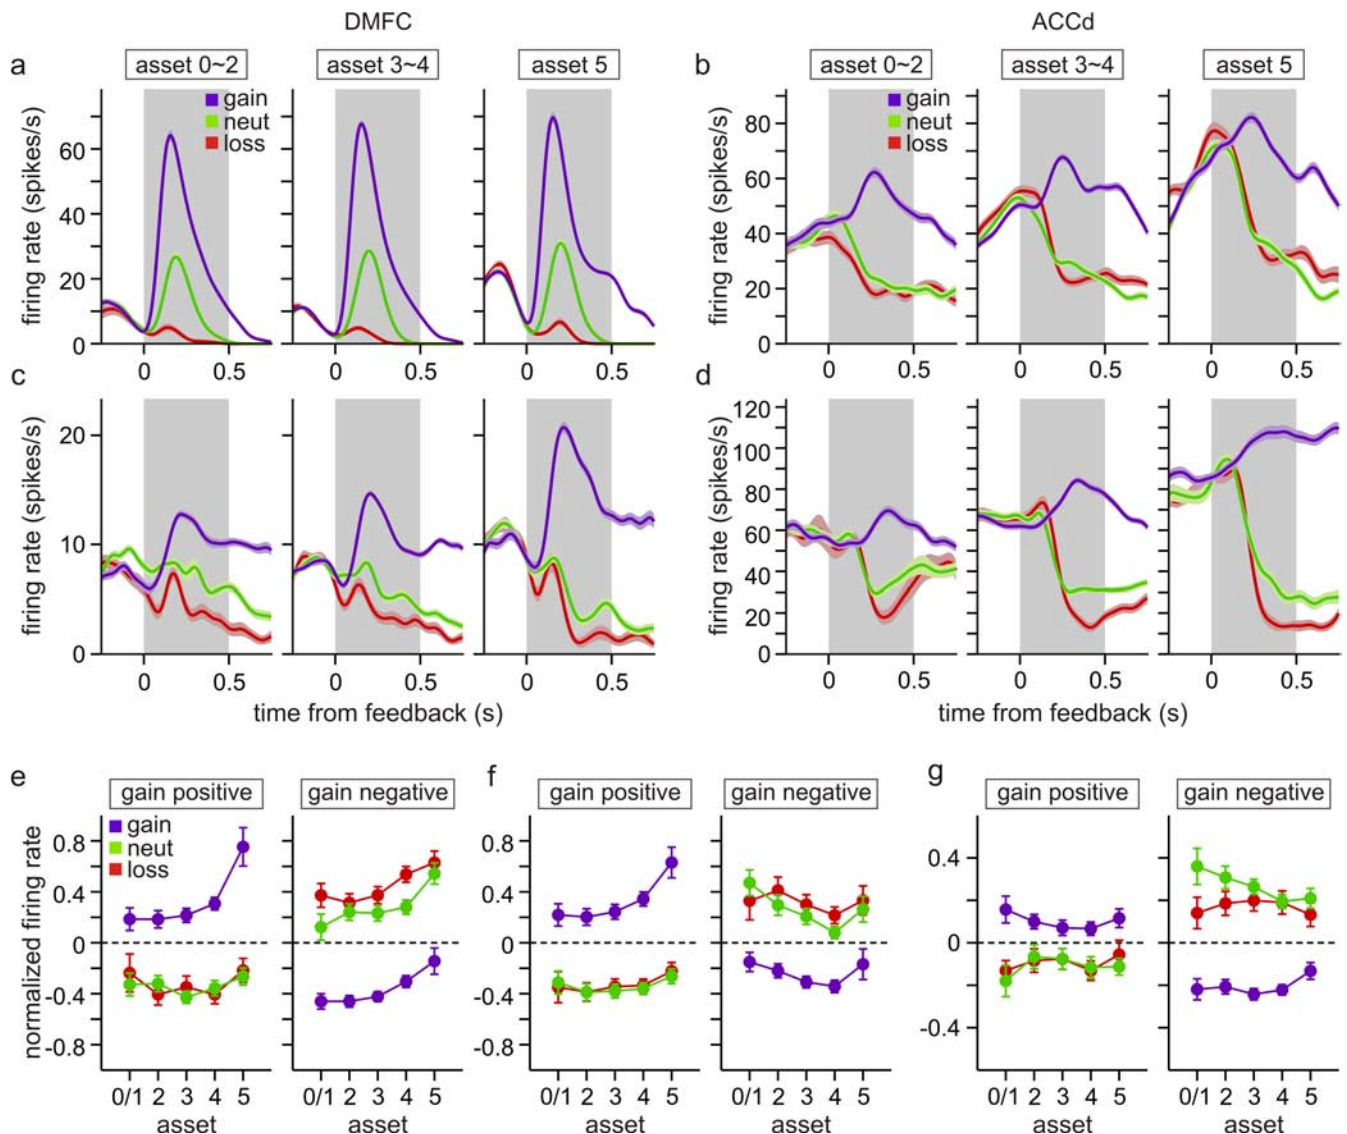 DMFC
ACCd
a
asset 0~2
asset 3~4
asset 5
b
asset 0~2
asset 3~4
asset 5
gain
neut
loss
gain
neut
loss
firing rate (spikes/s)
60
40
20
0
firing rate (spikes/s)
80
60
40
20
0
0 0.5 0 0.5 0 0.5
0 0.5 0 0.5 0 0.5
c
firing rate (spikes/s)
20
10
0
0 0.5 0 0.5 0 0.5
time from feedback (s)
d
firing rate (spikes/s)
120
100
80
60
40
20
0
0 0.5 0 0.5 0 0.5
time from feedback (s)
e
gain positive
gain negative
gain
neut
loss
normalized firing rate
0.8
0.4
0
-0.4
-0.8
0/1 2 3 4 5
asset
0/1 2 3 4 5
asset
f
gain positive
gain negative
0.8
0.4
0
-0.4
-0.8
0/1 2 3 4 5
asset
0/1 2 3 4 5
asset
g
gain positive
gain negative
0.4
0
-0.4
0/1 2 3 4 5
asset
0/1 2 3 4 5
asset